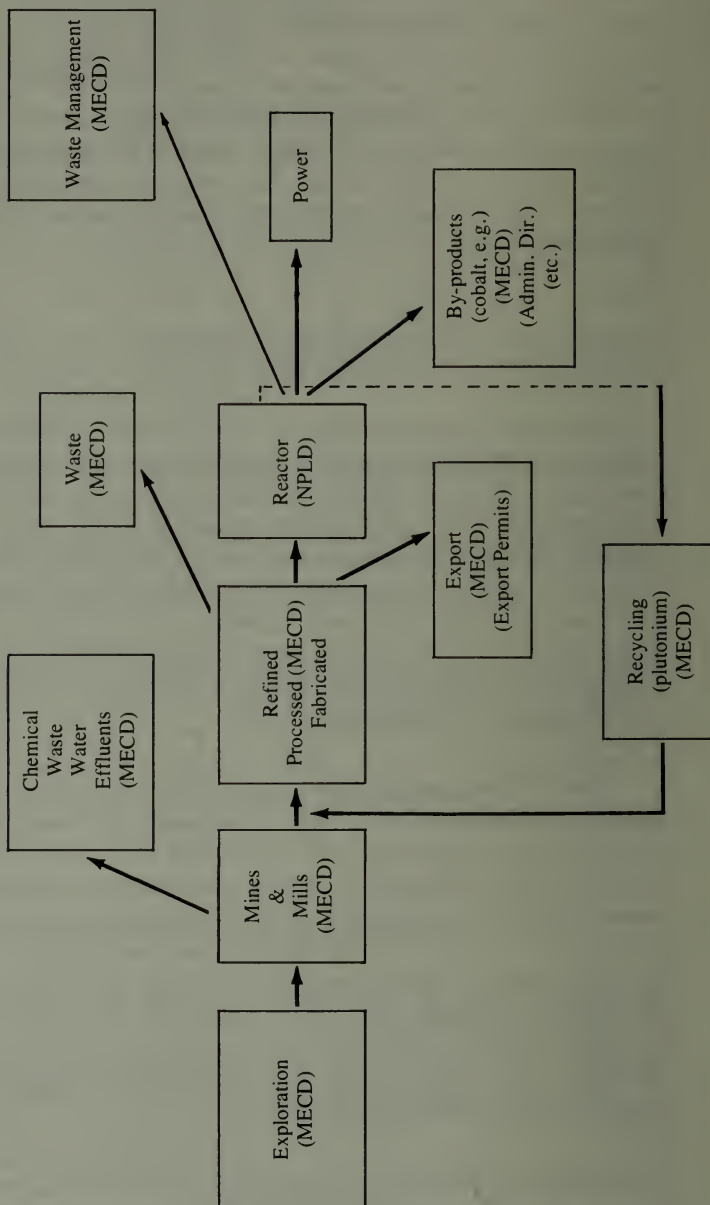 Exploration
(MECD)
Mines
&
Mills
(MECD)
Chemical
Waste
Water
Effluents
(MECD)
Refined
Processed (MECD)
Fabricated
Waste
(MECD)
Export
(MECD)
(Export Permits)
Reactor
(NPLD)
Waste Management
(MECD)
Power
By-products
(cobalt, e.g.)
(MECD)
(Admin. Dir.)
(etc.)
Recycling
(plutonium)
(MECD)